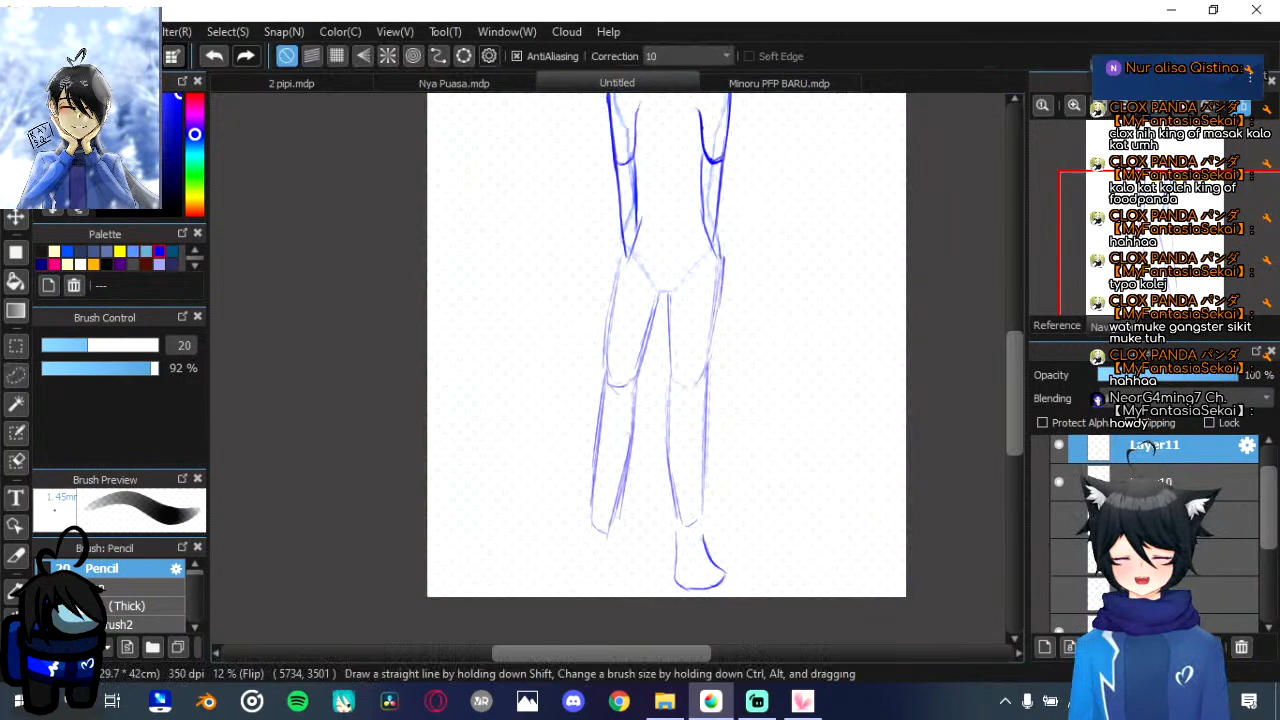 lter(R) Select(S) Snap(N) Color(C) View(V) Tool(T) Window(W) Cloud Help
AntiAliasing Correction 10 Soft Edge
2 pipi.mdp Nya Puasa.mdp Untitled Minoru PFP BARU.mdp
N Nur alisa Qistina:
CLOX PANDA パンダ
【MyFantasiaSekai】:
clox nih king of masak kalo
kat umh
CLOX PANDA パンダ
【MyFantasiaSekai】:
kalo kat koleh king of
foodpanda
CLOX PANDA パンダ
【MyFantasiaSekai】:
hahhaa
CLOX PANDA パンダ
【MyFantasiaSekai】:
typo kolej
CLOX PANDA パンダ
【MyFantasiaSekai】:
wat muke gangster sikit
muke tuh
CLOX PANDA パンダ
【MyFantasiaSekai】:
hahhaa
NeorG4ming7 Ch.
【MyFantasiaSekai】:
howdy
Palette
---
Brush Control
20
92 %
Brush Preview
1.45m
Brush: Pencil
20 Pencil
(Thick)
rush2
Reference Nav
Opacity 100 %
Blending
Protect Alph pping Lock
Layer11
29.7 * 42cm) 350 dpi 12 % (Flip) ( 5734, 3501 ) Draw a straight line by holding down Shift, Change a brush size by holding down Ctrl, Alt, and dragging